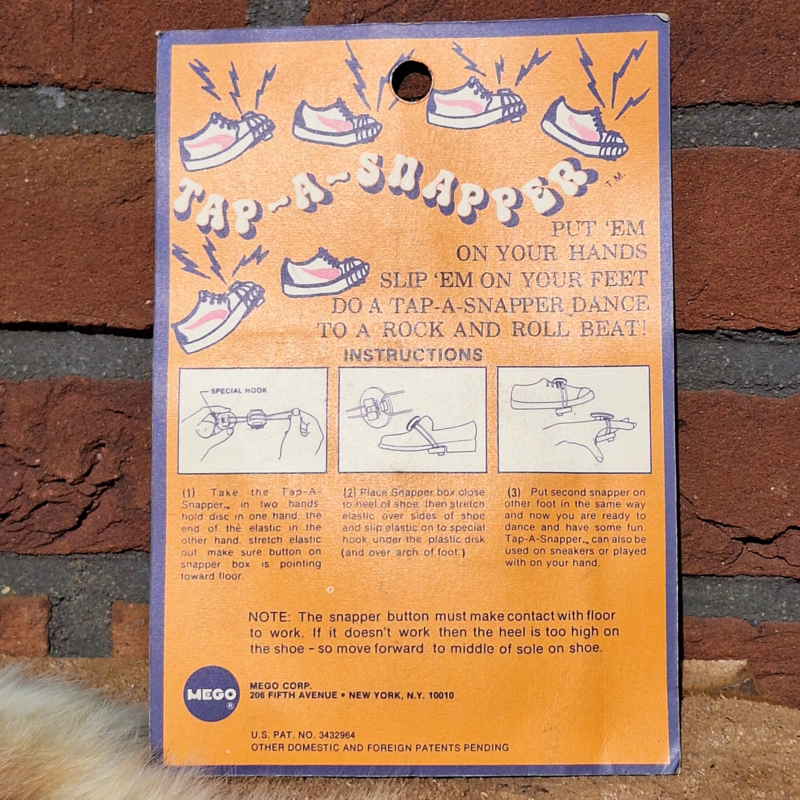 TAP-A-SNAPPER T.M.
PUT 'EM
ON YOUR HANDS
SLIP 'EM ON YOUR FEET
DO A TAP-A-SNAPPER DANCE
TO A ROCK AND ROLL BEAT!
INSTRUCTIONS
SPECIAL HOOK
(1) Take the Tap-A-
Snapper™ in two hands.
hold disc in one hand; the
end of the elastic in the
other hand. stretch elastic
out. make sure button on
snapper box is pointing
toward floor.
(2) Place Snapper box close
to heel of shoe, then stretch
elastic over sides of shoe
and slip elastic on to special
hook under the plastic disk
(and over arch of foot.)
(3) Put second snapper on
other foot in the same way
and now you are ready to
dance and have some fun.
Tap-A-Snapper™ can also be
used on sneakers or played
with on your hand.
NOTE: The snapper button must make contact with floor
to work. If it doesn't work then the heel is too high on
the shoe - so move forward to middle of sole on shoe.
MEGO ®
MEGO CORP.
206 FIFTH AVENUE • NEW YORK, N.Y. 10010
U.S. PAT. NO. 3432964
OTHER DOMESTIC AND FOREIGN PATENTS PENDING